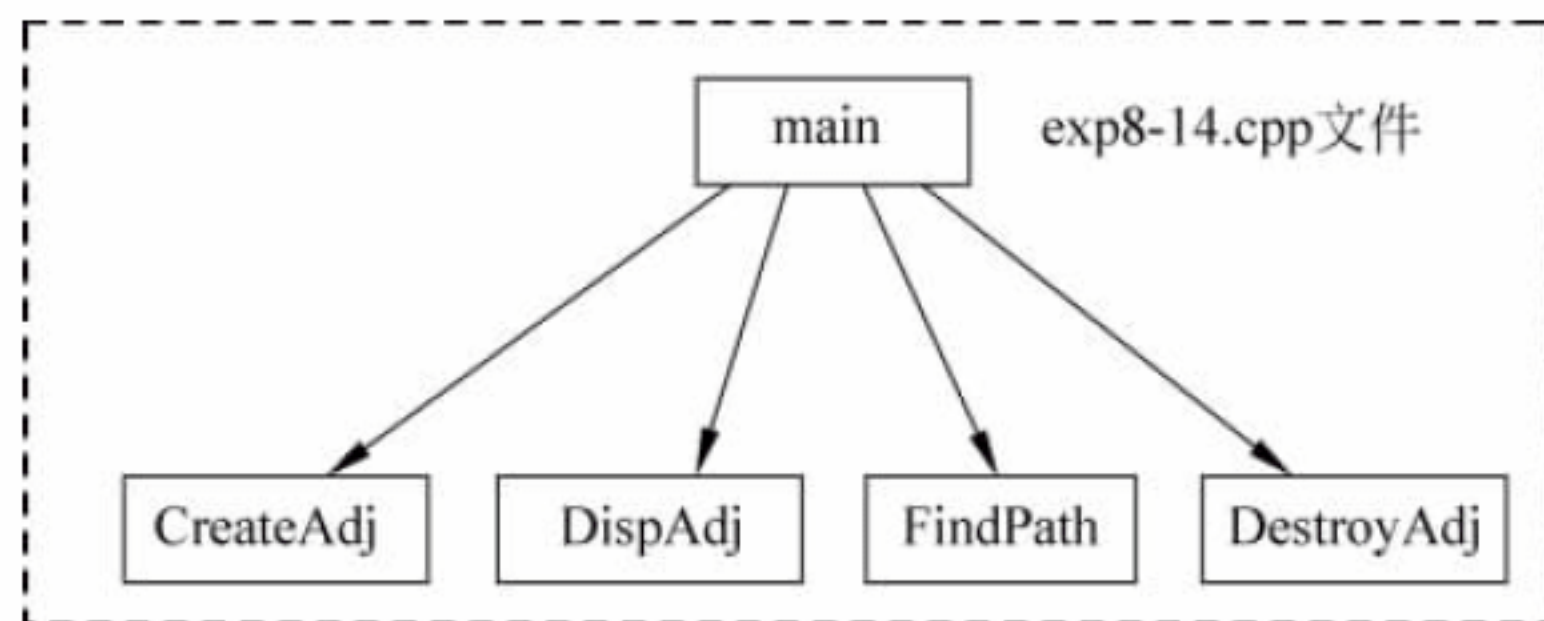 main
exp8-14.cpp文件
CreateAdj
DispAdj
FindPath
DestroyAdj